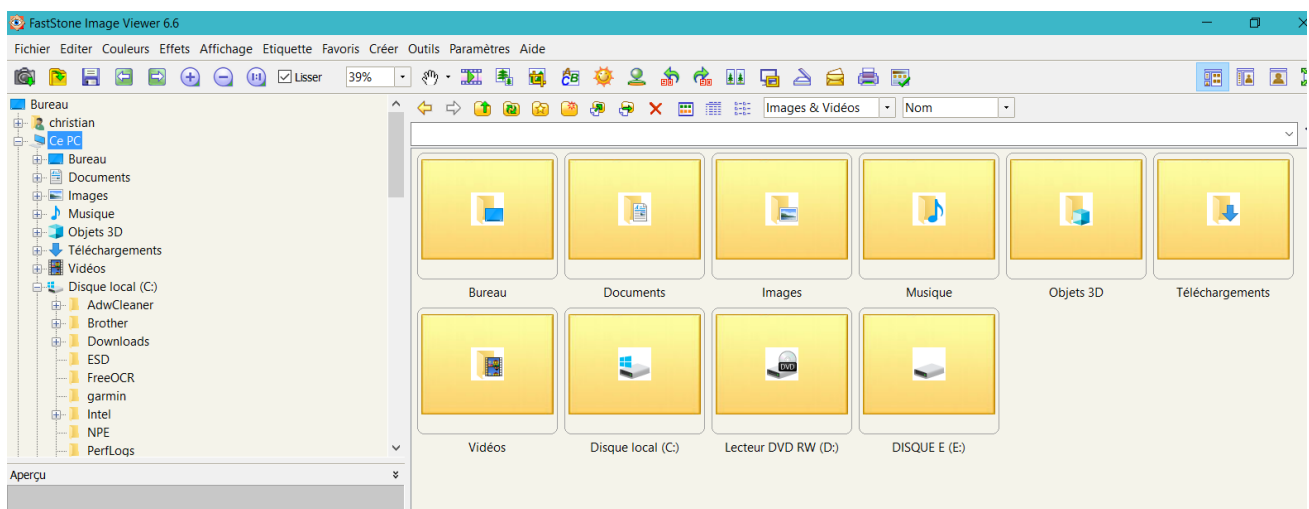 FastStone Image Viewer 6.6
Fichier Editer Couleurs Effets Affichage Etiquette Favoris Créer Outils Paramètres Aide
1:1 Lisser 39%
Bureau
christian
Ce PC
Bureau
Documents
Images
Musique
Objets 3D
Téléchargements
Vidéos
Disque local (C:)
AdwCleaner
Brother
Downloads
ESD
FreeOCR
garmin
Intel
NPE
PerfLogs
Aperçu
Images & Vidéos Nom
Bureau Documents Images Musique Objets 3D Téléchargements
DVD
Vidéos Disque local (C:) Lecteur DVD RW (D:) DISQUE E (E:)